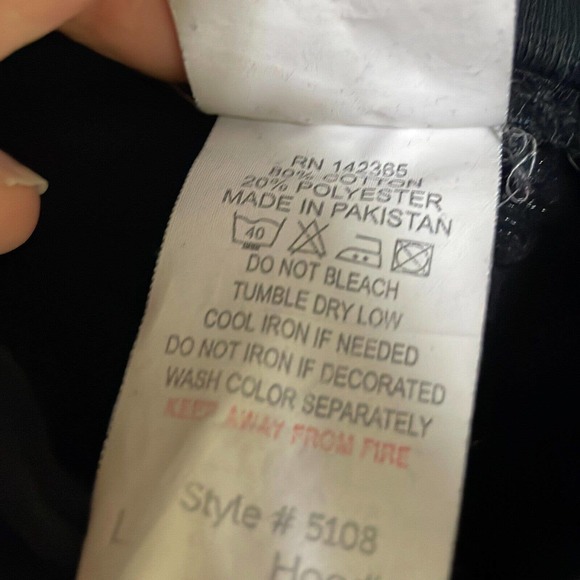 RN 142365
80% COTTON
20% POLYESTER
MADE IN PAKISTAN
40
DO NOT BLEACH
TUMBLE DRY LOW
COOL IRON IF NEEDED
DO NOT IRON IF DECORATED
WASH COLOR SEPARATELY
KEEP AWAY FROM FIRE
Style # 5108
L